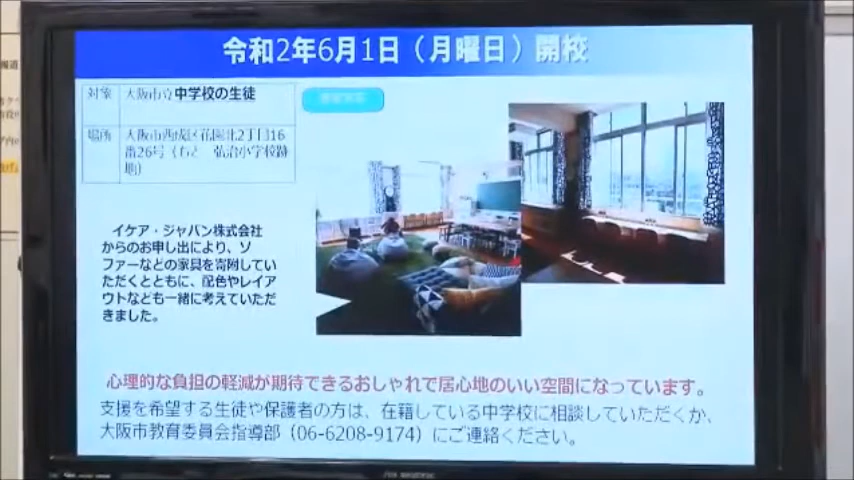 令和2年6月1日（月曜日）開校
対象 大阪市立中学校の生徒
場所 大阪市西成区花園北2丁目16
番26号（もと 弘治小学校跡
地）
イケア・ジャパン株式会社
からのお申し出により、ソ
ファーなどの家具を寄附してい
ただくとともに、配色やレイア
ウトなども一緒に考えていただ
きました。
心理的な負担の軽減が期待できるおしゃれで居心地のいい空間になっています。
支援を希望する生徒や保護者の方は、在籍している中学校に相談していただくか、
大阪市教育委員会指導部（06-6208-9174）にご連絡ください。